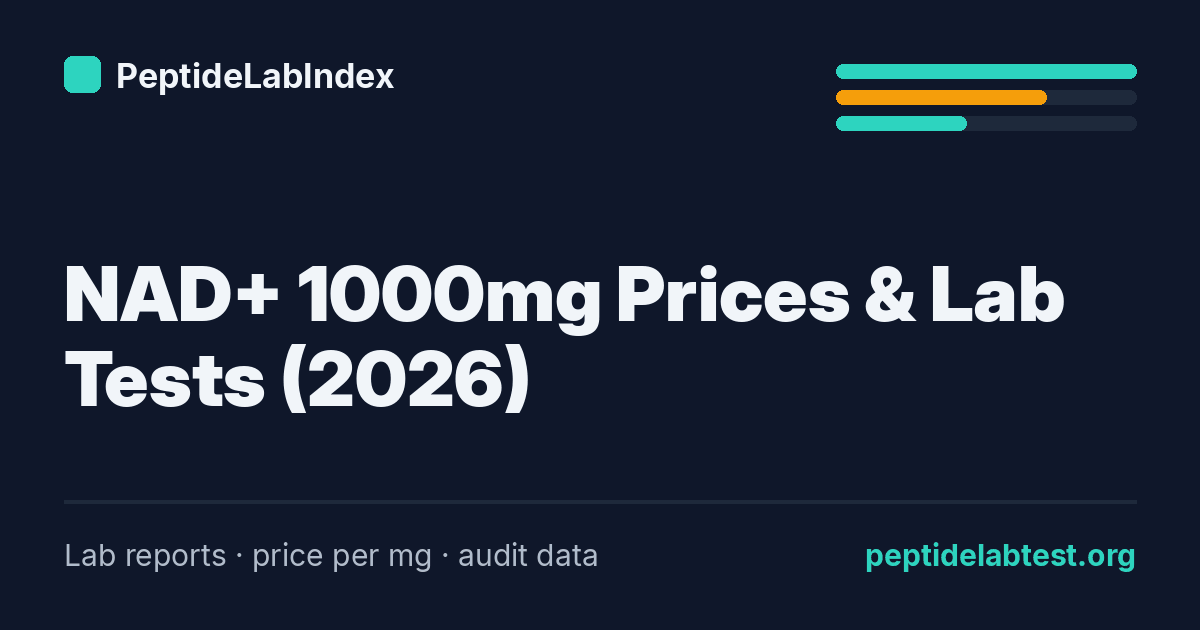 PeptideLabIndex
NAD+ 1000mg Prices & Lab
Tests (2026)
Lab reports · price per mg · audit data
peptidelabtest.org